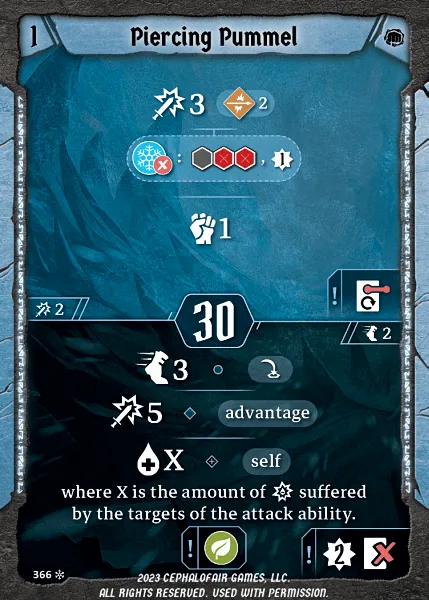 1 Piercing Pummel
3 2
: , 1
1
2
30
2
3
5 advantage
X self
where X is the amount of suffered
by the targets of the attack ability.
! !
! 2
366
2023 CEPHALOFAIR GAMES, LLC.
ALL RIGHTS RESERVED. USED WITH PERMISSION.